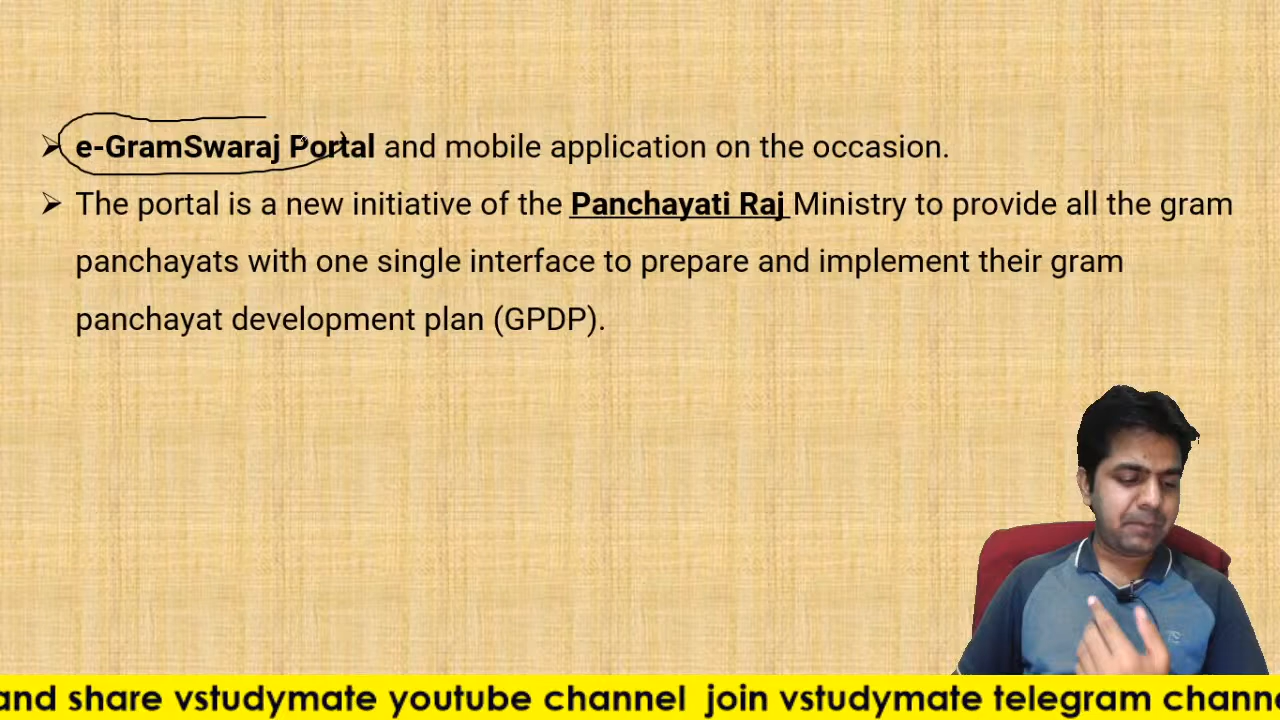 ➢ e-GramSwaraj Portal and mobile application on the occasion.
➢ The portal is a new initiative of the Panchayati Raj Ministry to provide all the gram
panchayats with one single interface to prepare and implement their gram
panchayat development plan (GPDP).
and share vstudymate youtube channel join vstudymate telegram